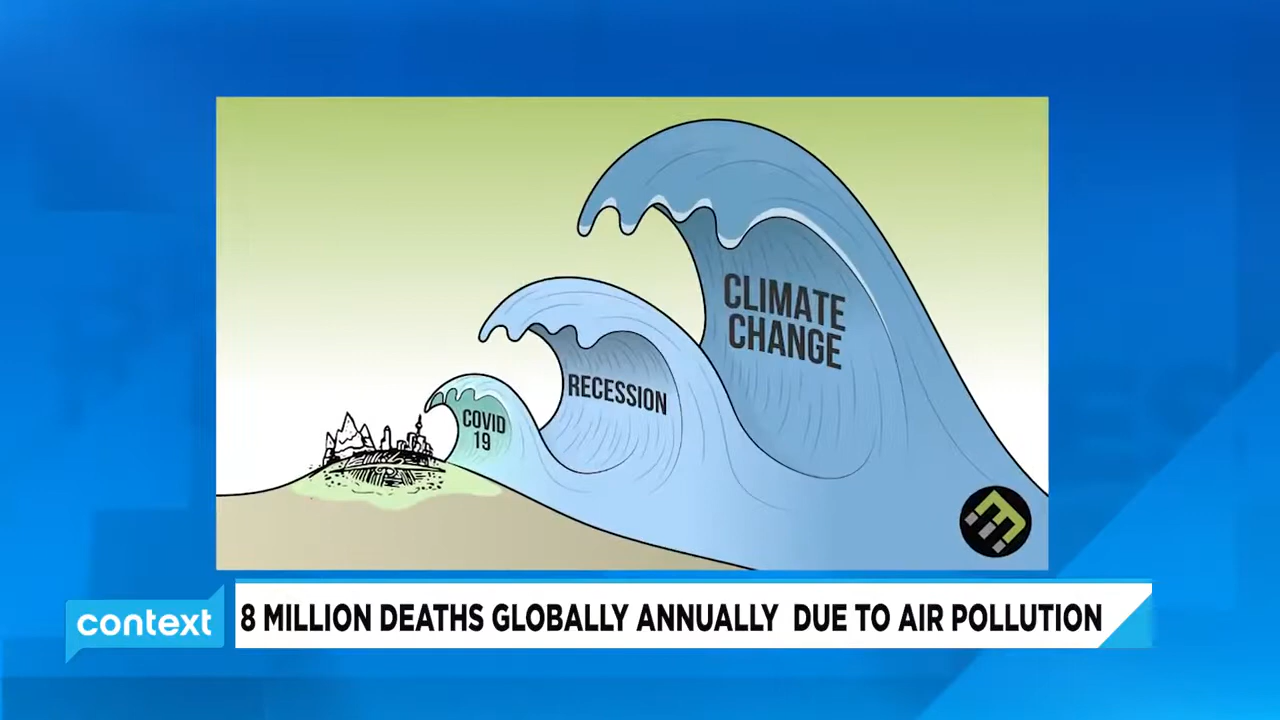 CLIMATE
CHANGE
RECESSION
COVID
19
context
8 MILLION DEATHS GLOBALLY ANNUALLY DUE TO AIR POLLUTION